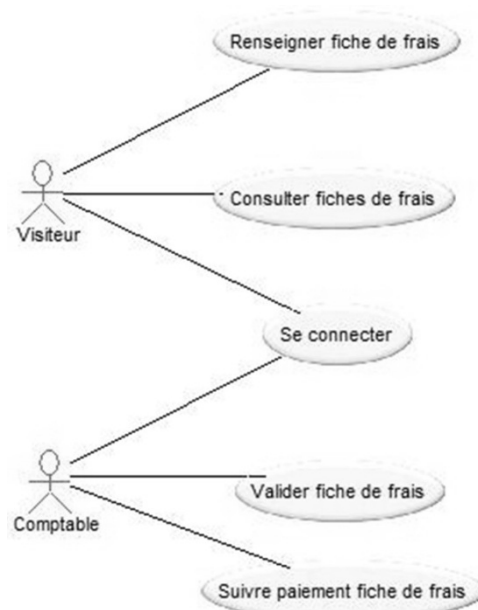 Renseigner fiche de frais
Consulter fiches de frais
Visiteur
Se connecter
Valider fiche de frais
Comptable
Suivre paiement fiche de frais